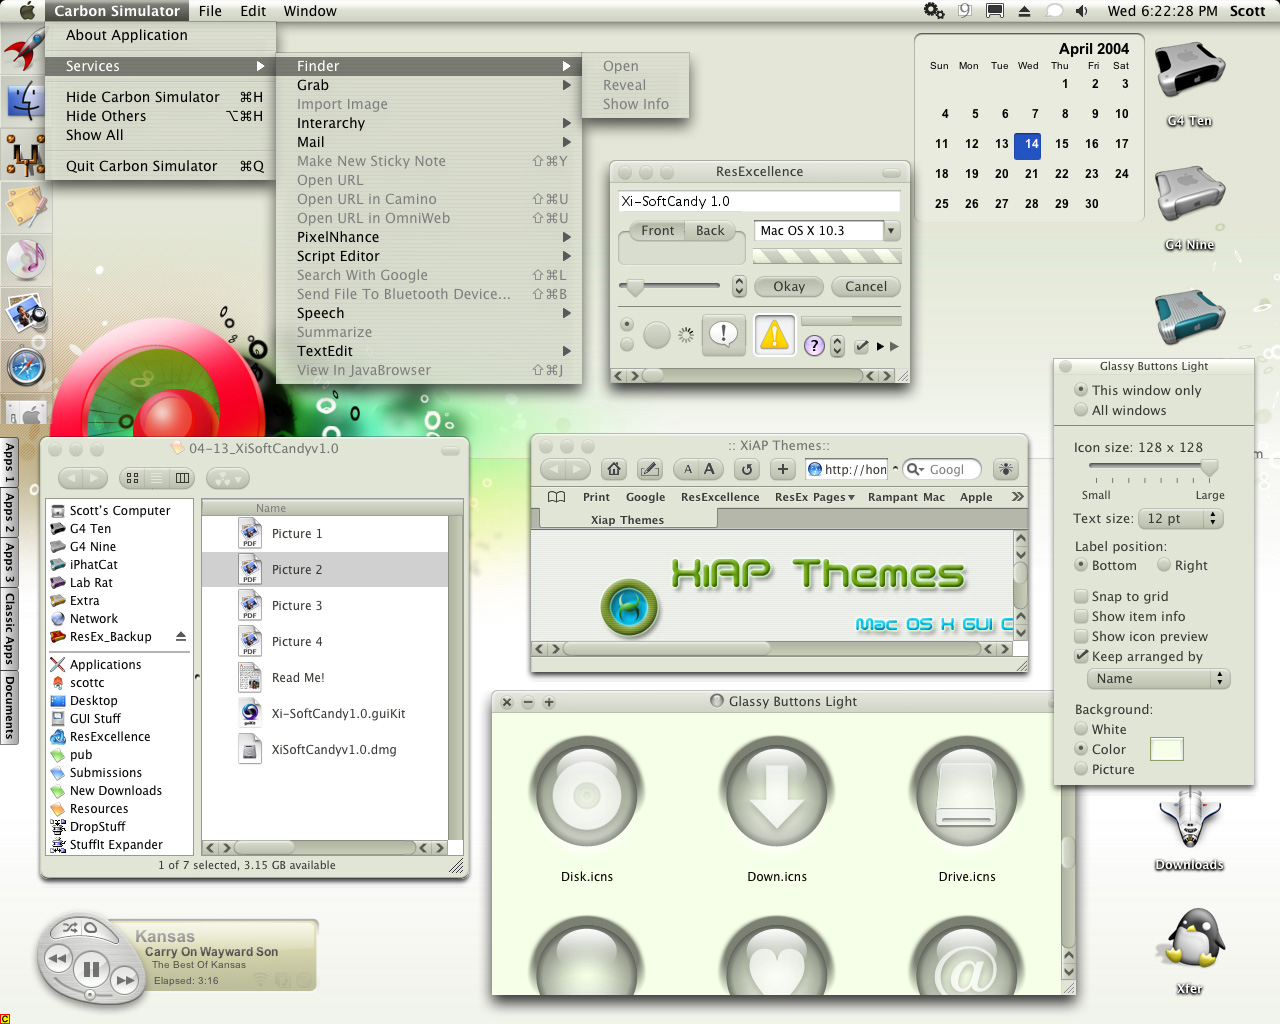 Carbon Simulator File Edit Window
9 Wed 6:22:28 PM Scott
About Application
Services
Hide Carbon Simulator ⌘H
Hide Others ⌥⌘H
Show All
Quit Carbon Simulator ⌘Q
Finder
Grab
Import Image
Interarchy
Mail
Make New Sticky Note ⇧⌘Y
Open URL
Open URL in Camino ⇧⌘U
Open URL in OmniWeb ⇧⌘U
PixelNhance
Script Editor
Search With Google ⇧⌘L
Send File To Bluetooth Device... ⇧⌘B
Speech
Summarize
TextEdit
View In JavaBrowser ⇧⌘J
Open
Reveal
Show Info
April 2004
Sun Mon Tue Wed Thu Fri Sat
1 2 3
4 5 6 7 8 9 10
11 12 13 14 15 16 17
18 19 20 21 22 23 24
25 26 27 28 29 30
G4 Ten
G4 Nine
Downloads
Xfer
ResExcellence
Xi-SoftCandy 1.0
Front Back
Mac OS X 10.3
Okay Cancel
!
?
Glassy Buttons Light
This window only
All windows
Icon size: 128 x 128
Small Large
Text size: 12 pt
Label position:
Bottom Right
Snap to grid
Show item info
Show icon preview
Keep arranged by
Name
Background:
White
Color
Picture
Apps 1
Apps 2
Apps 3
Classic Apps
Documents
04-13_XiSoftCandyv1.0
Scott's Computer
G4 Ten
G4 Nine
iPhatCat
Lab Rat
Extra
Network
ResEx_Backup
Applications
scottc
Desktop
GUI Stuff
ResExcellence
pub
Submissions
New Downloads
Resources
DropStuff
StuffIt Expander
Name
PDF Picture 1
PDF Picture 2
PDF Picture 3
PDF Picture 4
Read Me!
Xi-SoftCandy1.0.guiKit
XiSoftCandyv1.0.dmg
1 of 7 selected, 3.15 GB available
:: XiAP Themes::
A A http://hon Googl
Print Google ResExcellence ResEx Pages Rampant Mac Apple
Xiap Themes
XiAP Themes
Mac OS X GUI C
Glassy Buttons Light
Disk.icns Down.icns Drive.icns
@
Kansas
Carry On Wayward Son
The Best Of Kansas
Elapsed: 3:16
C